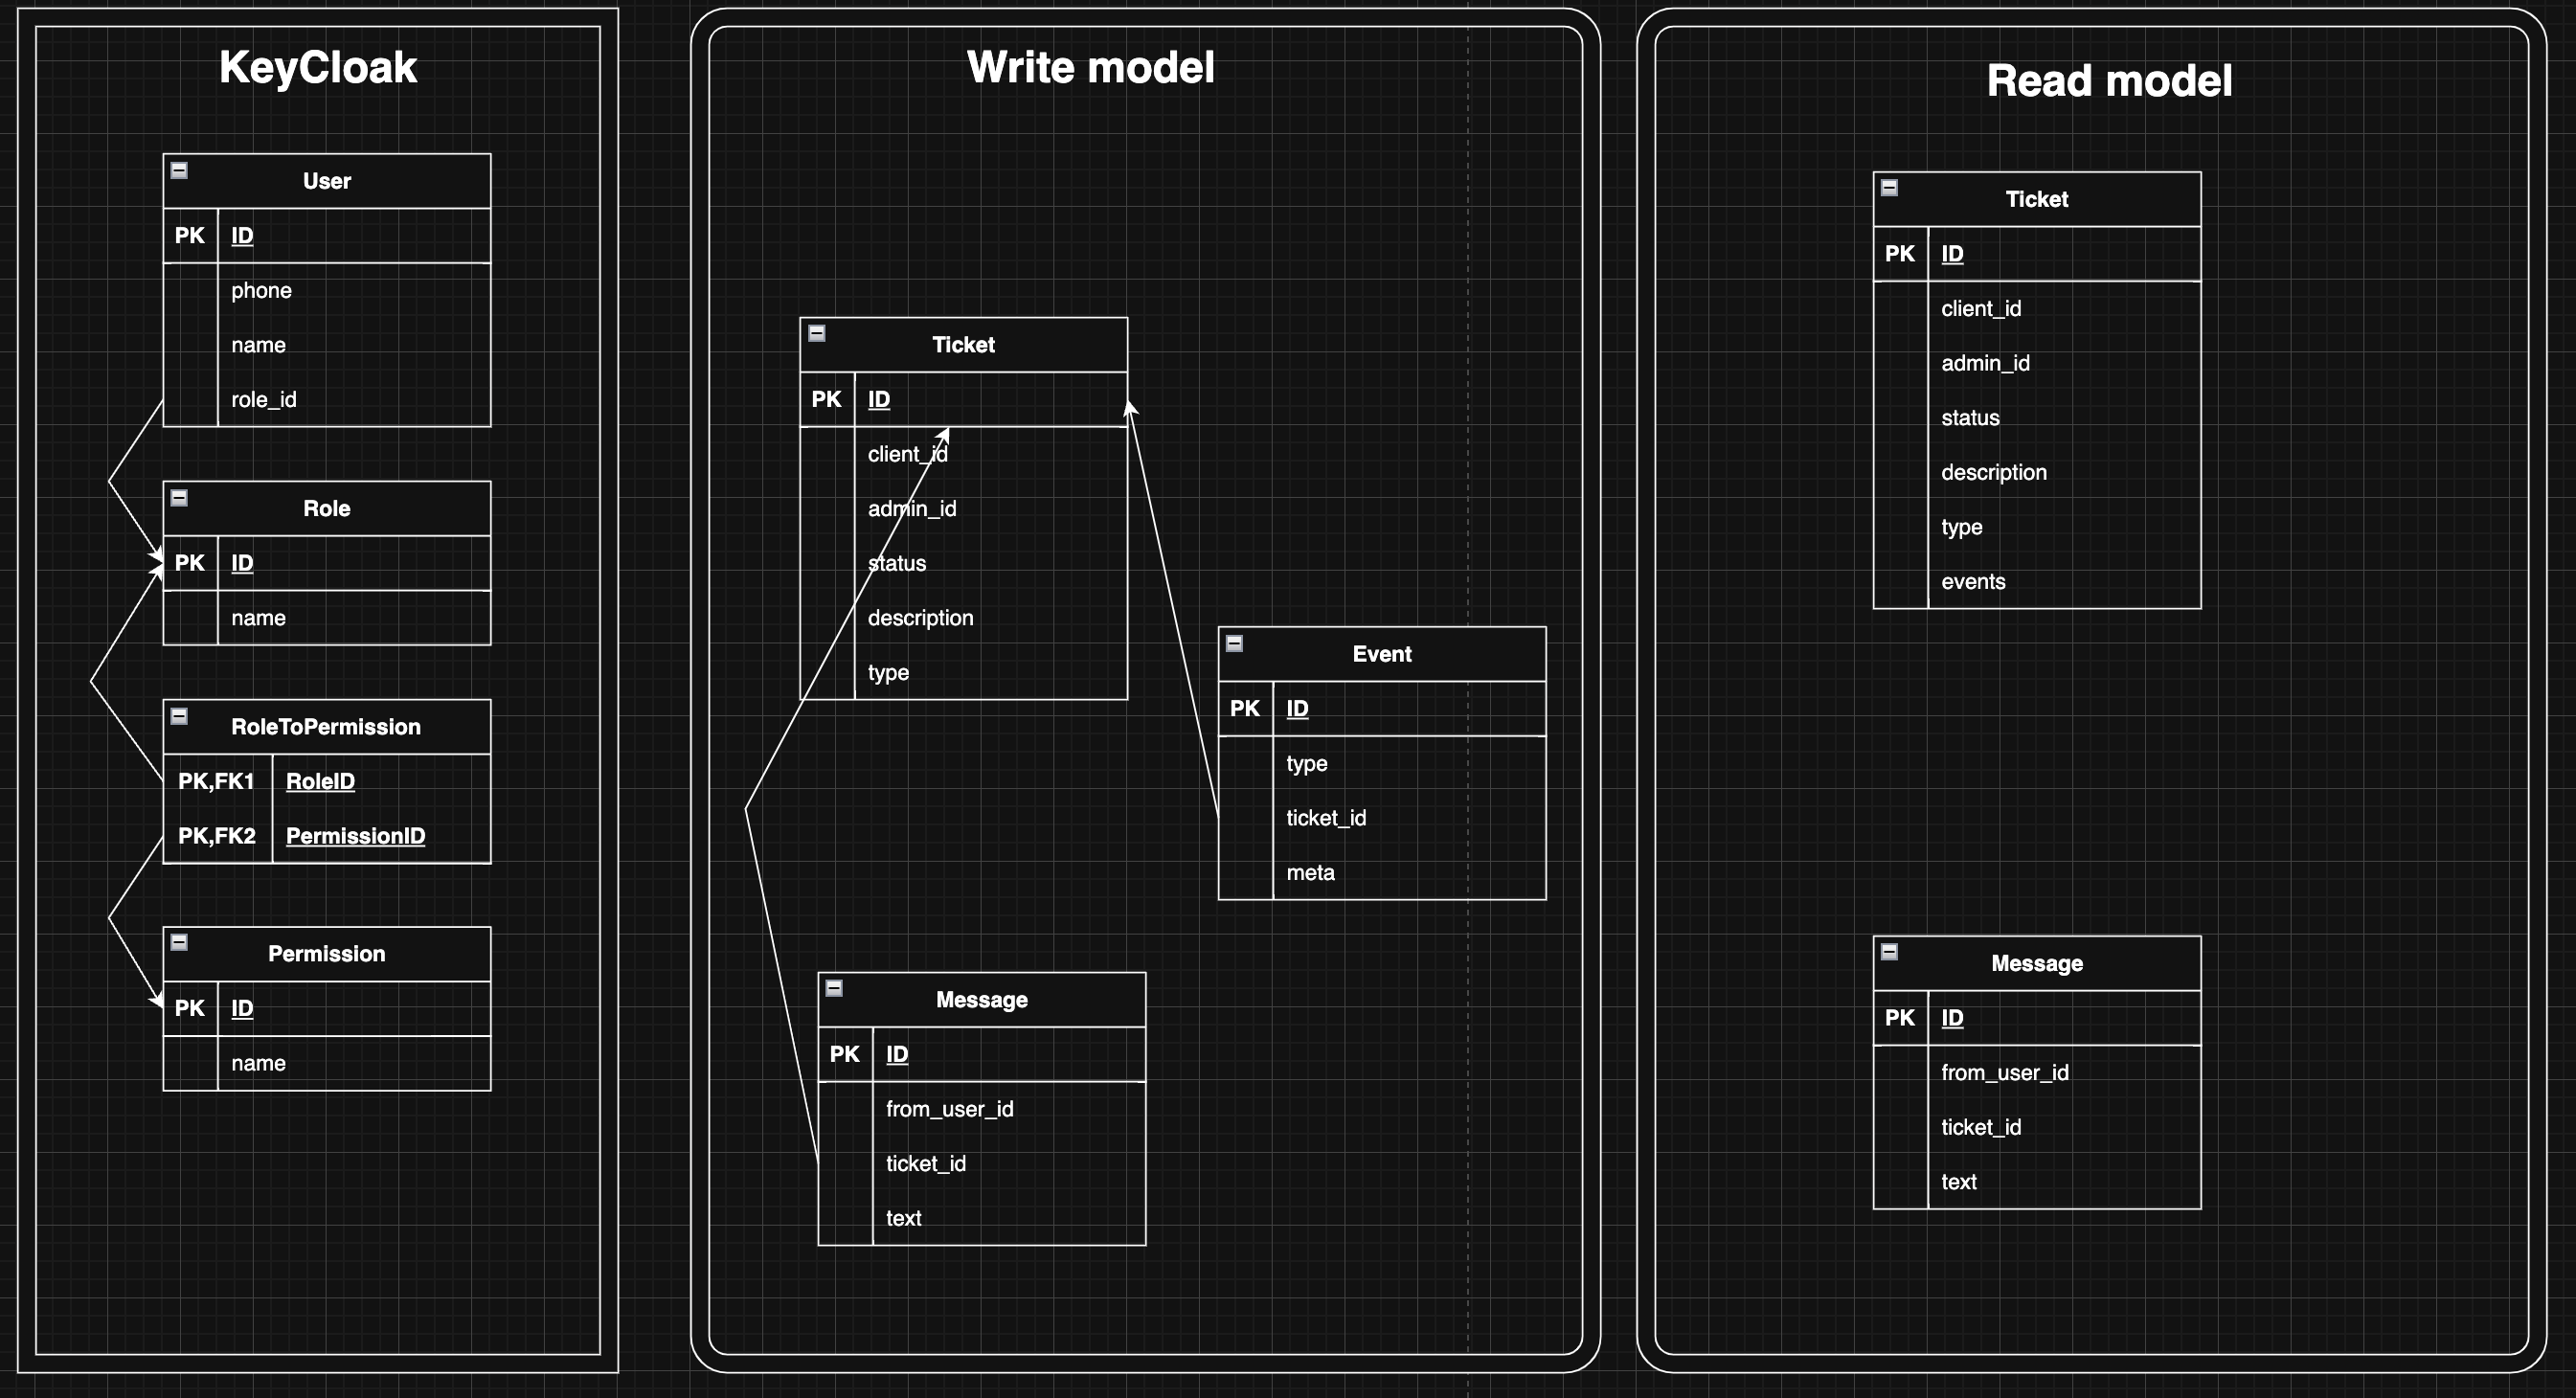 KeyCloak
User
PK ID
phone
name
role_id
Role
PK ID
name
RoleToPermission
PK,FK1 RoleID
PK,FK2 PermissionID
Permission
PK ID
name
Write model
Ticket
PK ID
client_id
admin_id
status
description
type
Event
PK ID
type
ticket_id
meta
Message
PK ID
from_user_id
ticket_id
text
Read model
Ticket
PK ID
client_id
admin_id
status
description
type
events
Message
PK ID
from_user_id
ticket_id
text